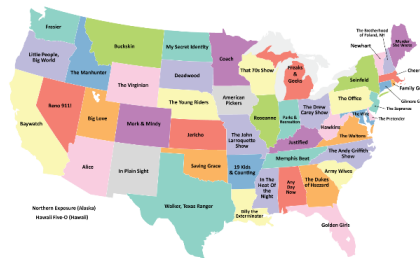 Frasier
Little People,
Big World
The Manhunter
Buckskin
My Secret Identity
Deadwood
The Virginian
The Young Riders
Coach
That 70s Show
Freaks
&
Geeks
The Brotherhood
of Poland, NH
Newhart
Murder
She Wrote
Cheers
Seinfeld
Family Gu
The Office
The Sopranos
The Wire
The Pretender
Baywatch
Reno 911!
Big Love
Mork & Mindy
American
Pickers
Roseanne
Parks &
Recreation
The Drew
Carey Show
Hawkins
Justified
The Waltons
Jericho
The John
Larroquette
Show
The Andy Griffith
Show
Memphis Beat
Alice
In Plain Sight
Saving Grace
19 Kids
& Counting
Army Wives
Walker, Texas Ranger
In The
Heat Of
the
Night
Any
Day
Now
The Dukes
of Hazzard
Billy the
Exterminator
Golden Girls
Northern Exposure (Alaska)
Hawaii Five-O (Hawaii)